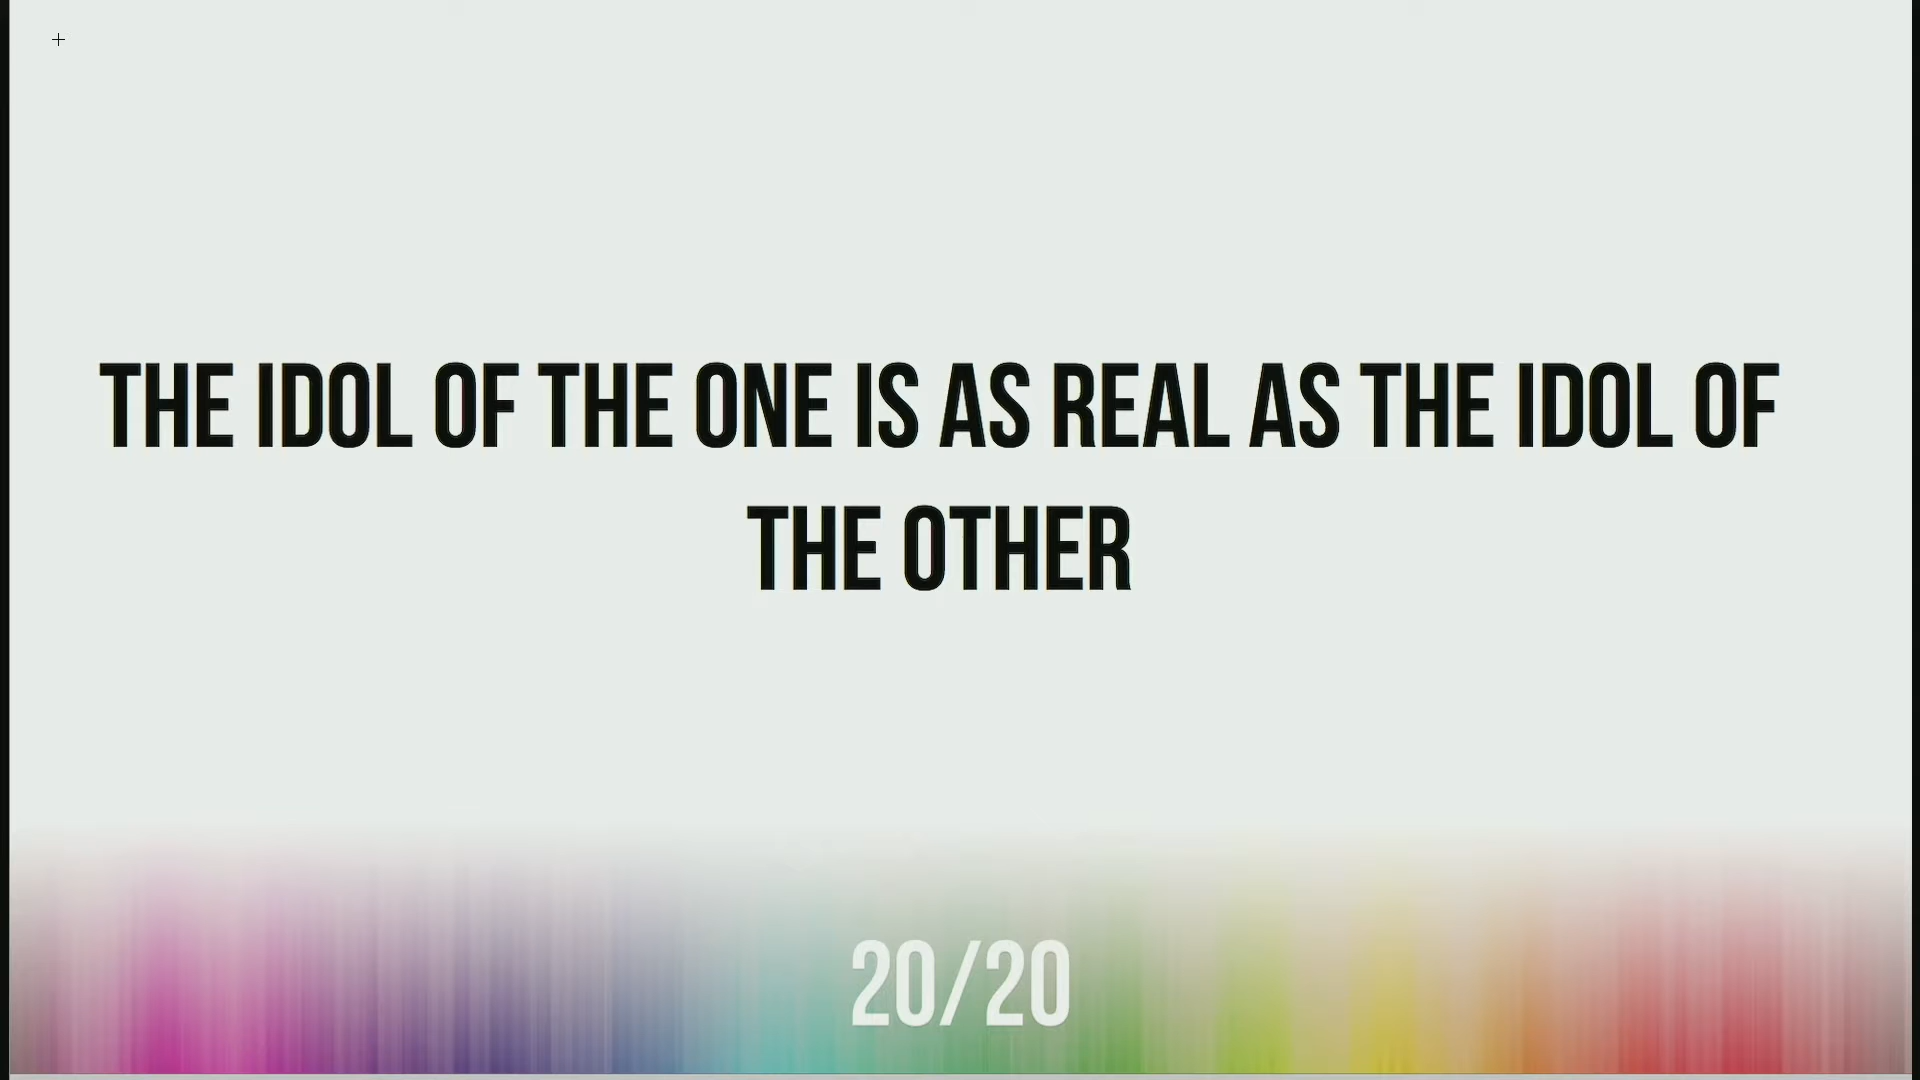 THE IDOL OF THE ONE IS AS REAL AS THE IDOL OF
THE OTHER
20/20